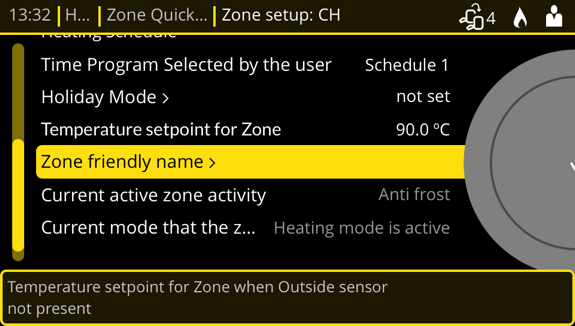 13:32 H... Zone Quick... Zone setup: CH 4
Heating Schedule
Time Program Selected by the user Schedule 1
Holiday Mode > not set
Temperature setpoint for Zone 90.0 °C
Zone friendly name >
Current active zone activity Anti frost
Current mode that the z... Heating mode is active
Temperature setpoint for Zone when Outside sensor
not present